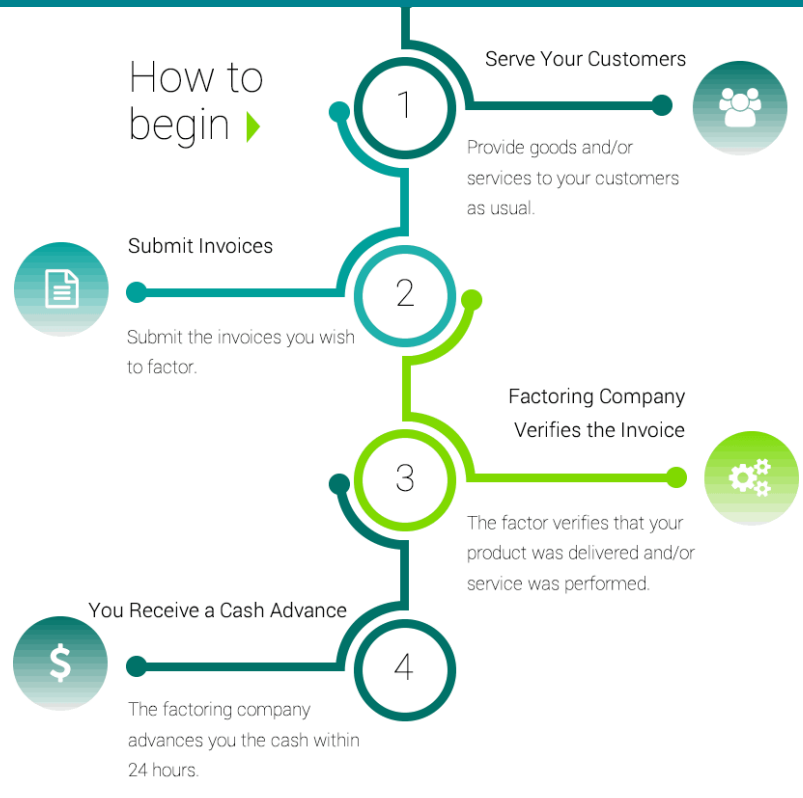 How to
begin
1
Serve Your Customers
Provide goods and/or
services to your customers
as usual.
2
Submit Invoices
Submit the invoices you wish
to factor.
3
Factoring Company
Verifies the Invoice
The factor verifies that your
product was delivered and/or
service was performed.
4
You Receive a Cash Advance
$
The factoring company
advances you the cash within
24 hours.